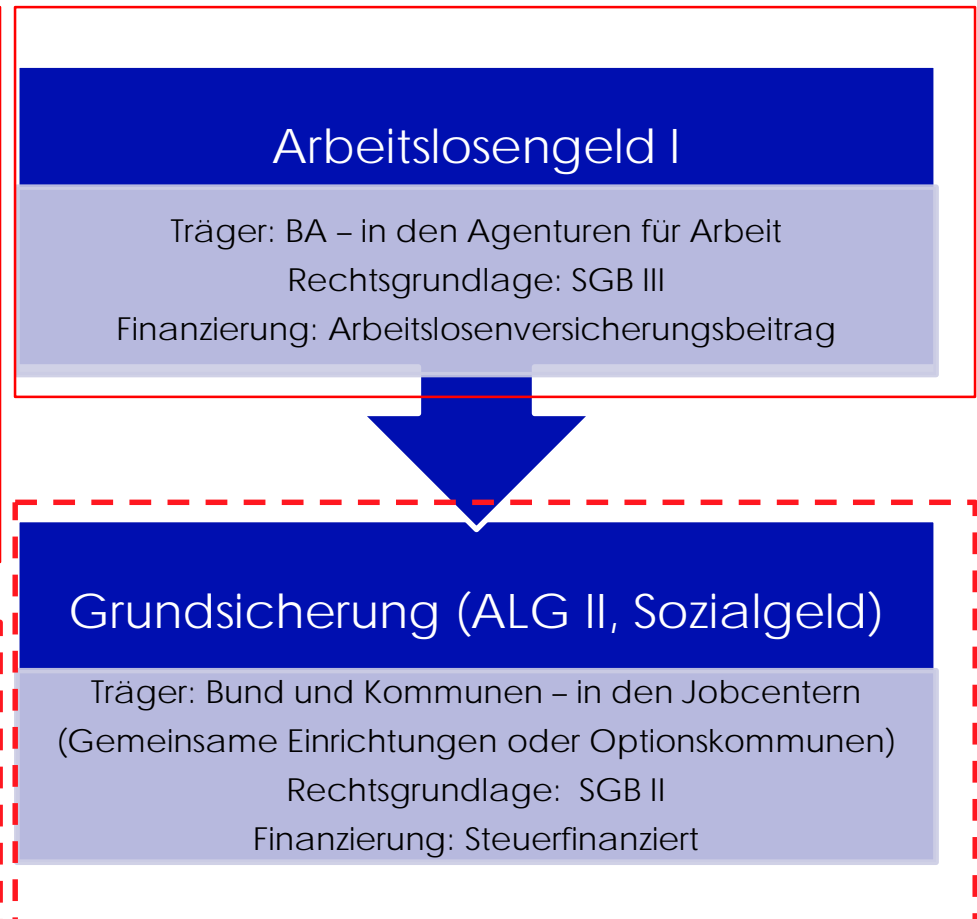 Arbeitslosengeld I
Träger: BA – in den Agenturen für Arbeit
Rechtsgrundlage: SGB III
Finanzierung: Arbeitslosenversicherungsbeitrag
Grundsicherung (ALG II, Sozialgeld)
Träger: Bund und Kommunen – in den Jobcentern
(Gemeinsame Einrichtungen oder Optionskommunen)
Rechtsgrundlage: SGB II
Finanzierung: Steuerfinanziert